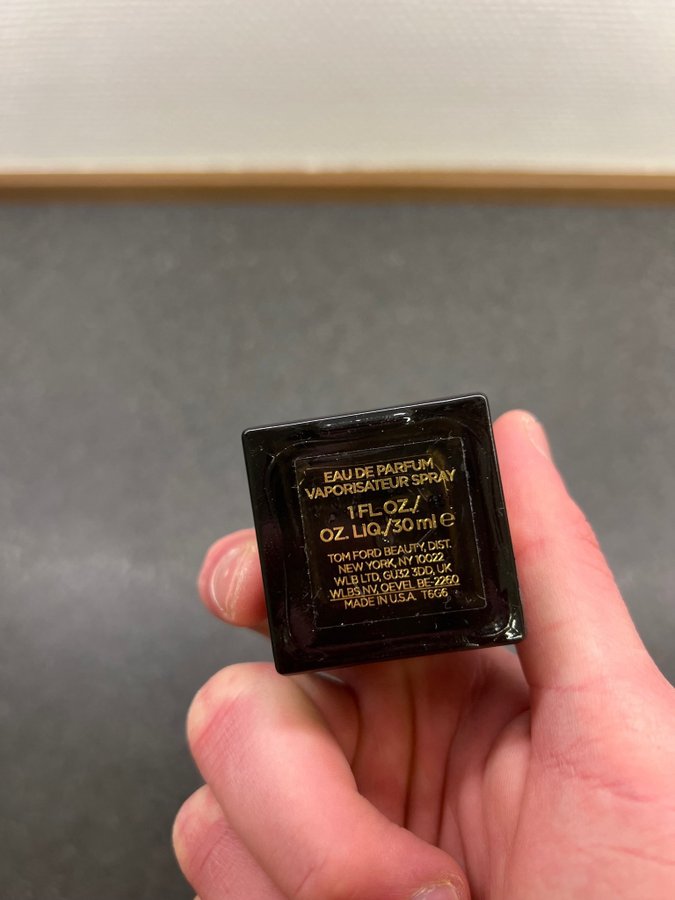 EAU DE PARFUM
VAPORISATEUR SPRAY
1 FL. OZ./
OZ. LIQ./30 ml ℮
TOM FORD BEAUTY, DIST.
NEW YORK, NY 10022
WLB LTD, GU32 3DD, UK
WLBS NV, OEVEL BE-2260
MADE IN U.S.A. T6G6